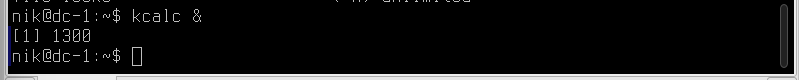 nik@dc-1:~$ kcalc &
[1] 1300
nik@dc-1:~$